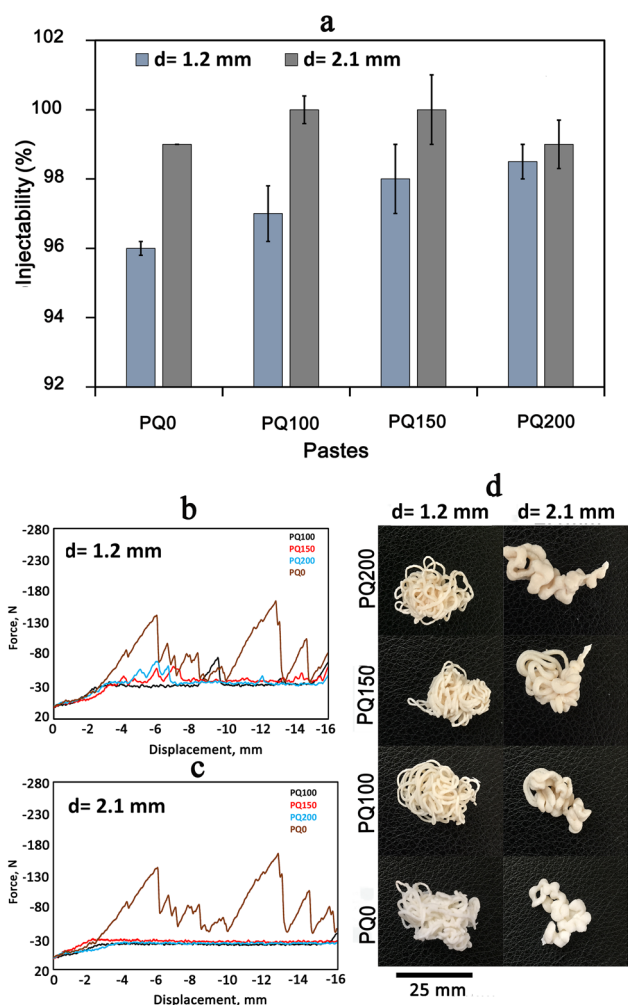 a
102
100
98
96
94
92
Injectability (%)
d= 1.2 mm
d= 2.1 mm
PQ0
PQ100
PQ150
PQ200
Pastes
b
-280
-230
-180
-130
-80
-30
20
Force, N
d= 1.2 mm
PQ100
PQ150
PQ200
PQ0
0 -2 -4 -6 -8 -10 -12 -14 -16
Displacement, mm
c
-280
-230
-180
-130
-80
-30
20
Force, N
d= 2.1 mm
PQ100
PQ150
PQ200
PQ0
0 -2 -4 -6 -8 -10 -12 -14 -16
Displacement, mm
d
d= 1.2 mm
d= 2.1 mm
PQ200
PQ150
PQ100
PQ0
25 mm